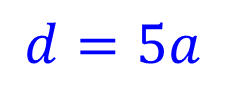 d = 5a